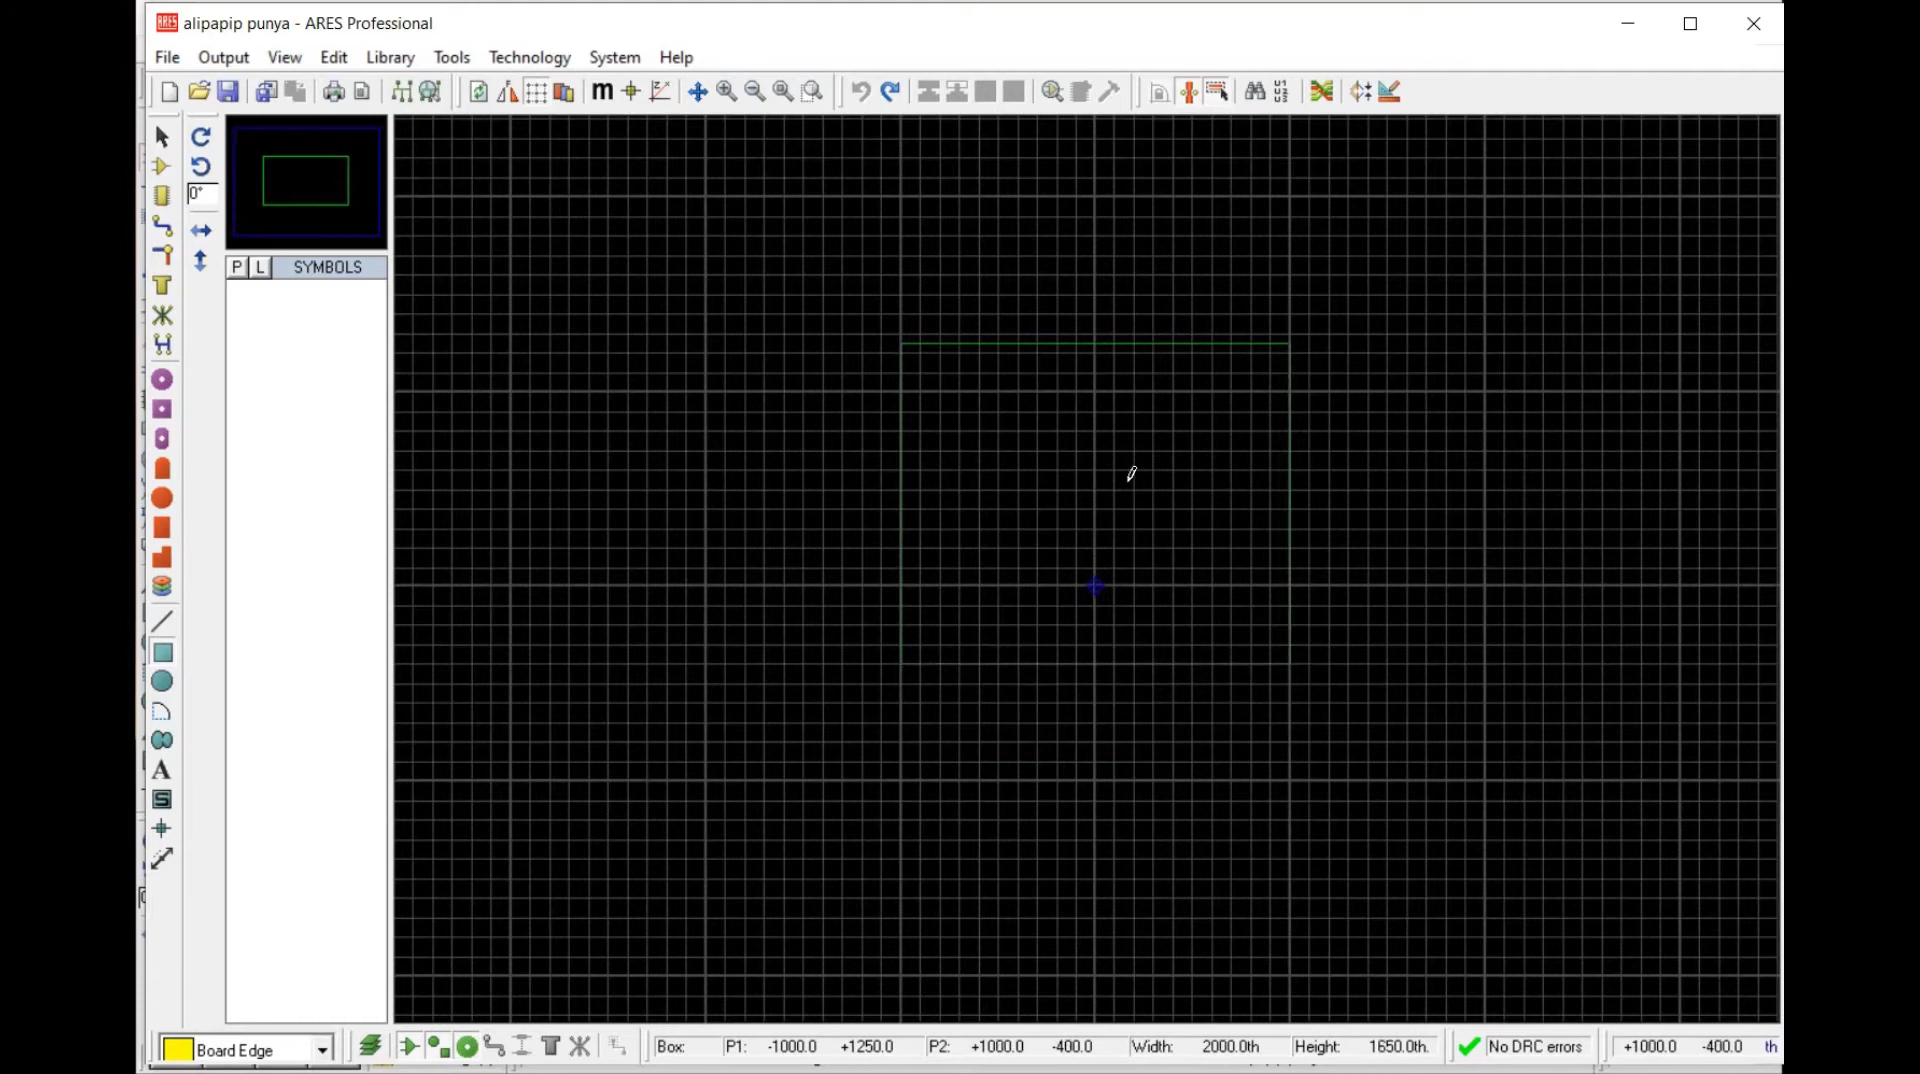 ARES alipapip punya - ARES Professional
File Output View Edit Library Tools Technology System Help
m
0°
P L SYMBOLS
A
S
Board Edge
Box: P1: -1000.0 +1250.0 P2: +1000.0 -400.0 Width: 2000.0th Height: 1650.0th. No DRC errors +1000.0 -400.0 th